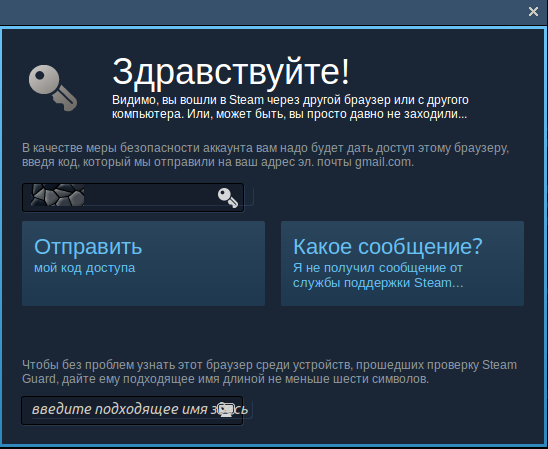 Здравствуйте!
Видимо, вы вошли в Steam через другой браузер или с другого
компьютера. Или, может быть, вы просто давно не заходили...
В качестве меры безопасности аккаунта вам надо будет дать доступ этому браузеру,
введя код, который мы отправили на ваш адрес эл. почты gmail.com.
Отправить
мой код доступа
Какое сообщение?
Я не получил сообщение от
службы поддержки Steam...
Чтобы без проблем узнать этот браузер среди устройств, прошедших проверку Steam
Guard, дайте ему подходящее имя длиной не меньше шести символов.
введите подходящее имя здесь